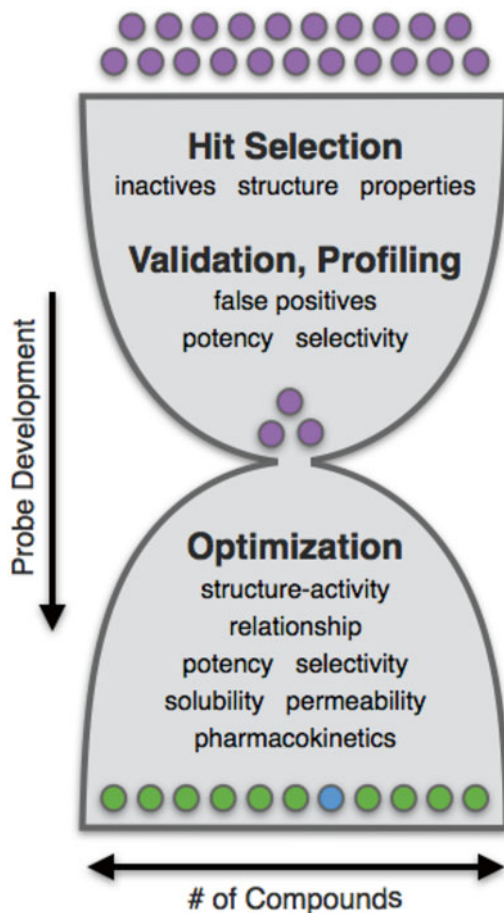 Hit Selection
inactives structure properties
Validation, Profiling
false positives
potency selectivity
Probe Development
Optimization
structure-activity
relationship
potency selectivity
solubility permeability
pharmacokinetics
# of Compounds